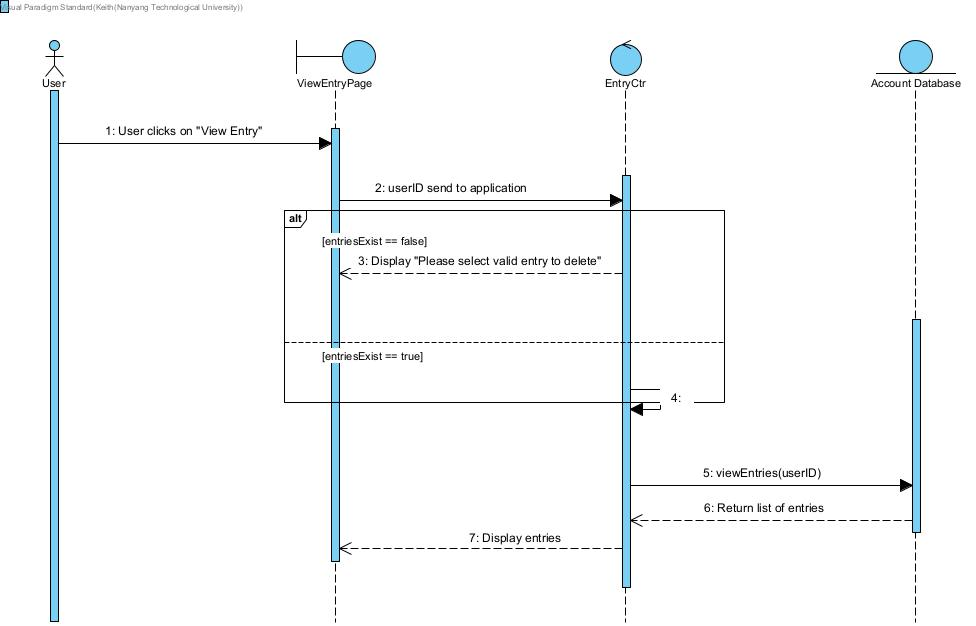 Visual Paradigm Standard(Keith(Nanyang Technological University))
User
ViewEntryPage
EntryCtr
Account Database
1: User clicks on "View Entry"
2: userID send to application
alt
[entriesExist == false]
3: Display "Please select valid entry to delete"
[entriesExist == true]
4:
5: viewEntries(userID)
6: Return list of entries
7: Display entries